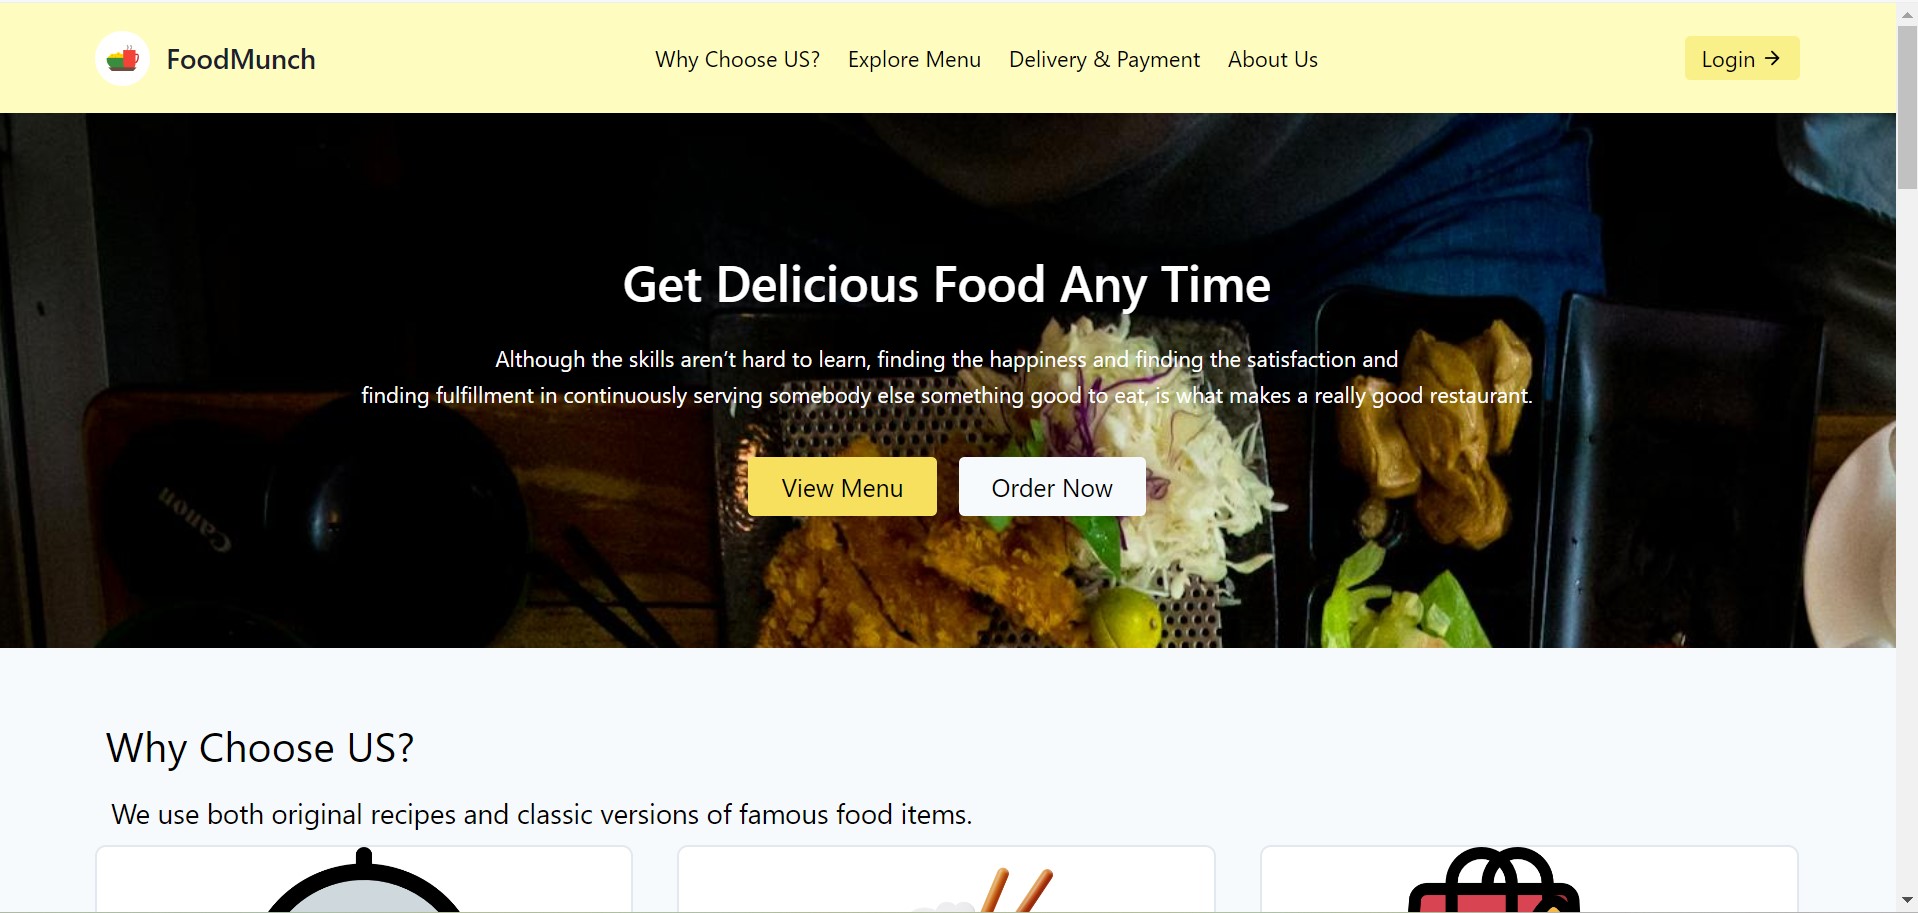 FoodMunch
Why Choose US? Explore Menu Delivery & Payment About Us
Login →
Get Delicious Food Any Time
Although the skills aren’t hard to learn, finding the happiness and finding the satisfaction and
finding fulfillment in continuously serving somebody else something good to eat, is what makes a really good restaurant.
View Menu Order Now
Canon
Why Choose US?
We use both original recipes and classic versions of famous food items.